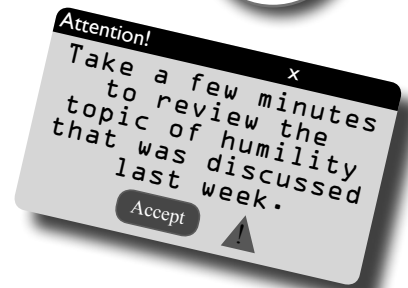 Attention!
x
Take a few minutes
to review the
topic of humility
that was discussed
last week.
Accept
!